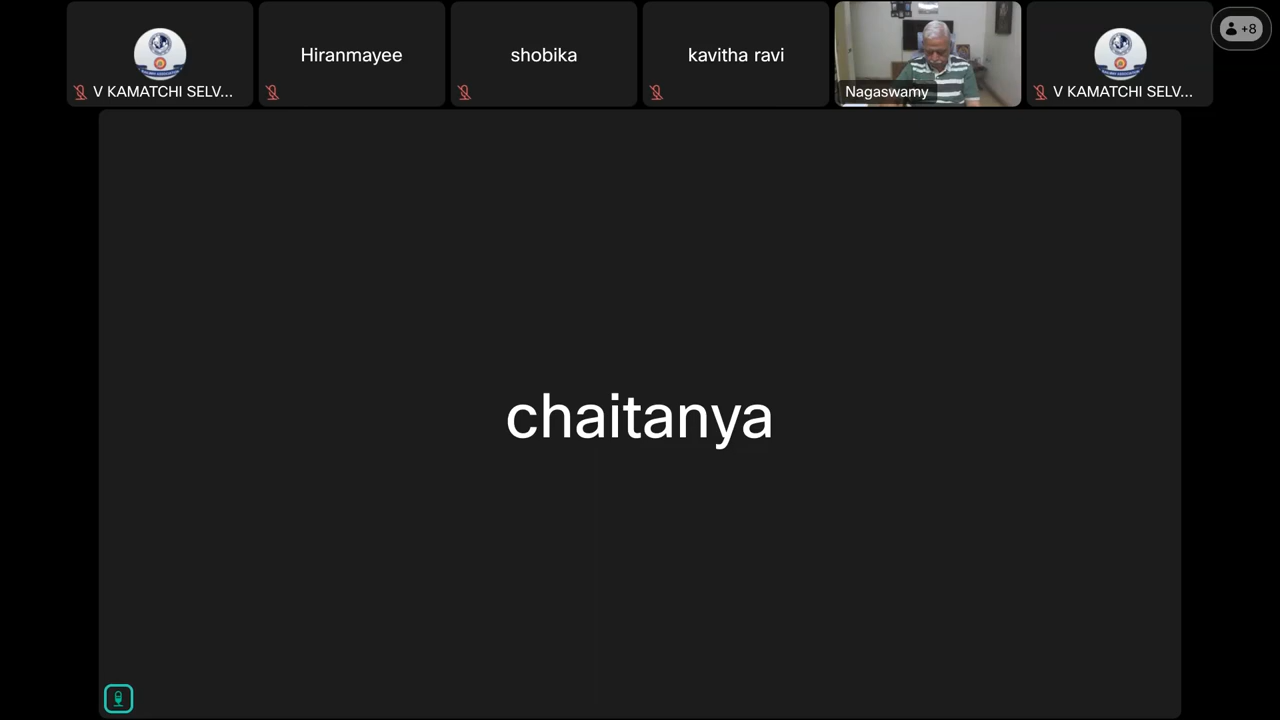 V KAMATCHI SELV...
Hiranmayee
shobika
kavitha ravi
Nagaswamy
V KAMATCHI SELV...
+8
chaitanya